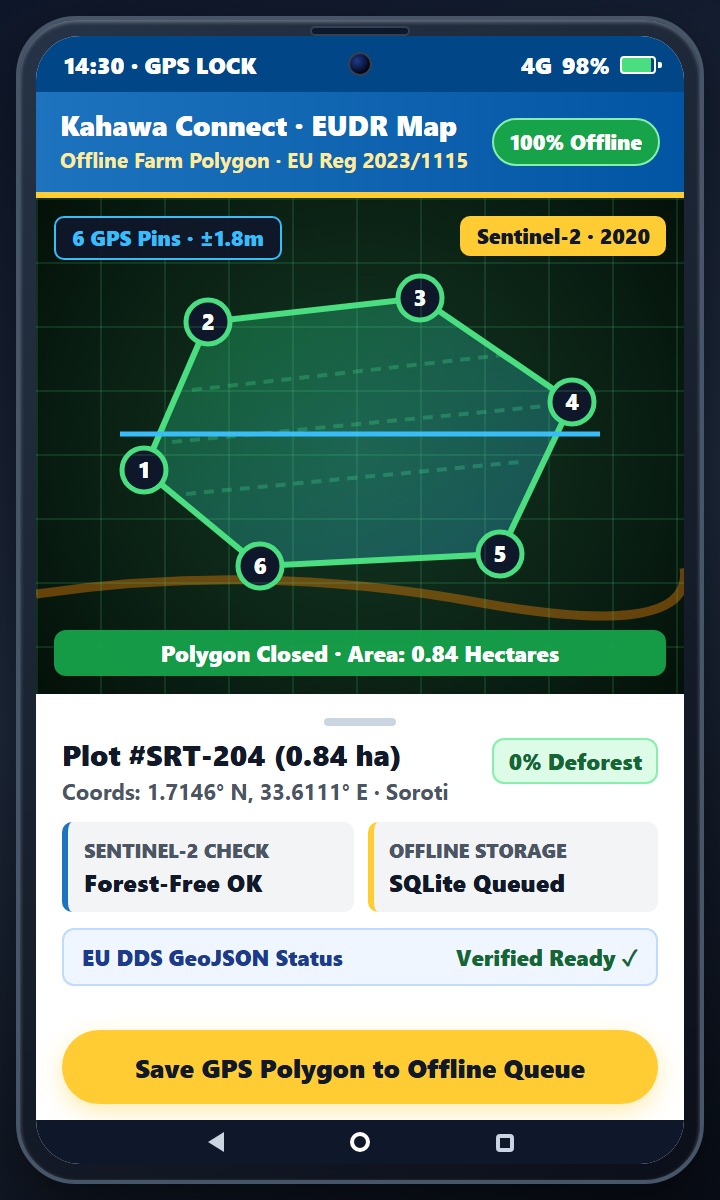 14:30 · GPS LOCK
4G 98%
Kahawa Connect · EUDR Map
Offline Farm Polygon · EU Reg 2023/1115
100% Offline
6 GPS Pins · ±1.8m
Sentinel-2 · 2020
3
2
4
1
5
6
Polygon Closed · Area: 0.84 Hectares
Plot #SRT-204 (0.84 ha)
0% Deforest
Coords: 1.7146° N, 33.6111° E · Soroti
SENTINEL-2 CHECK
Forest-Free OK
OFFLINE STORAGE
SQLite Queued
EU DDS GeoJSON Status
Verified Ready ✓
Save GPS Polygon to Offline Queue